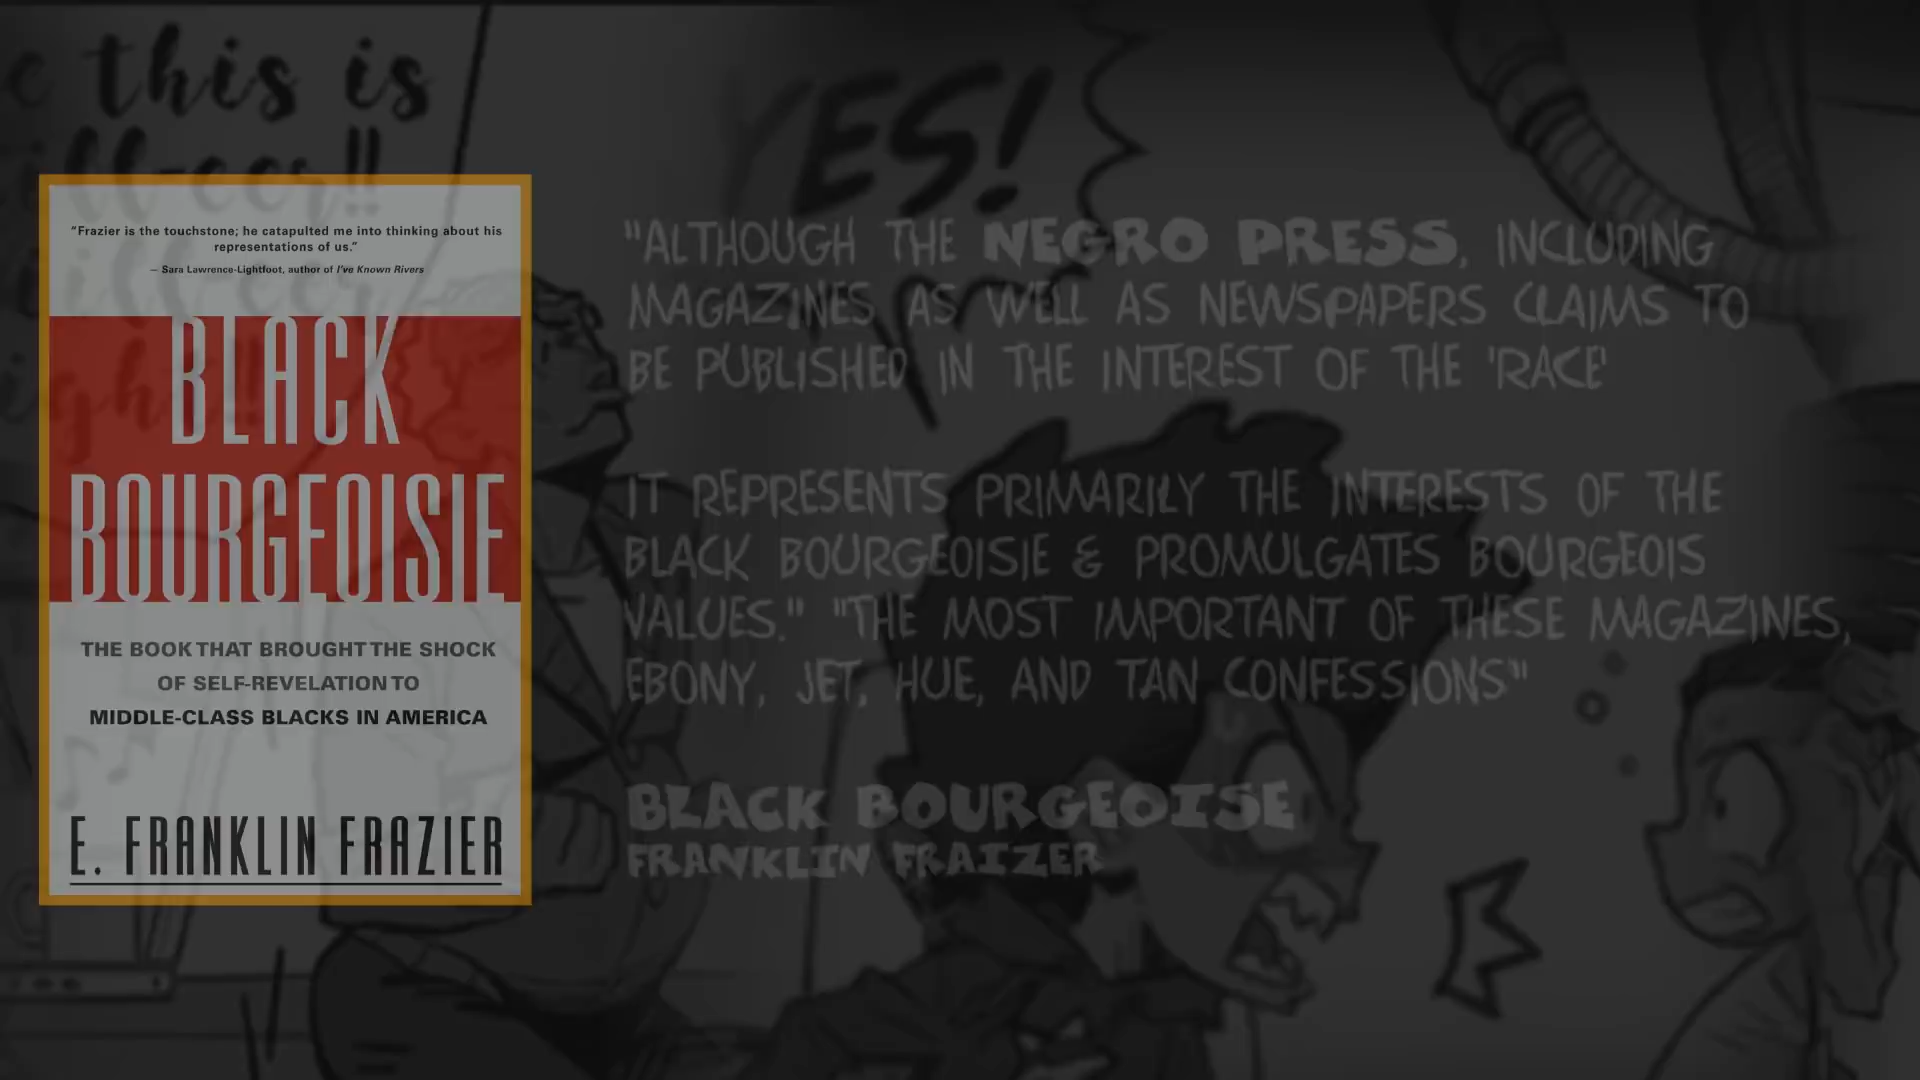 this is
YES!
“Frazier is the touchstone; he catapulted me into thinking about his
representations of us.”
— Sara Lawrence-Lightfoot, author of I've Known Rivers
BLACK
BOURGEOISIE
THE BOOK THAT BROUGHT THE SHOCK
OF SELF-REVELATION TO
MIDDLE-CLASS BLACKS IN AMERICA
E. FRANKLIN FRAZIER
"ALTHOUGH THE NEGRO PRESS, INCLUDING
MAGAZINES AS WELL AS NEWSPAPERS CLAIMS TO
BE PUBLISHED IN THE INTEREST OF THE 'RACE'
IT REPRESENTS PRIMARILY THE INTERESTS OF THE
BLACK BOURGEOISIE & PROMULGATES BOURGEOIS
VALUES." "THE MOST IMPORTANT OF THESE MAGAZINES,
EBONY, JET, HUE, AND TAN CONFESSIONS"
BLACK BOURGEOISE
FRANKLIN FRAIZER